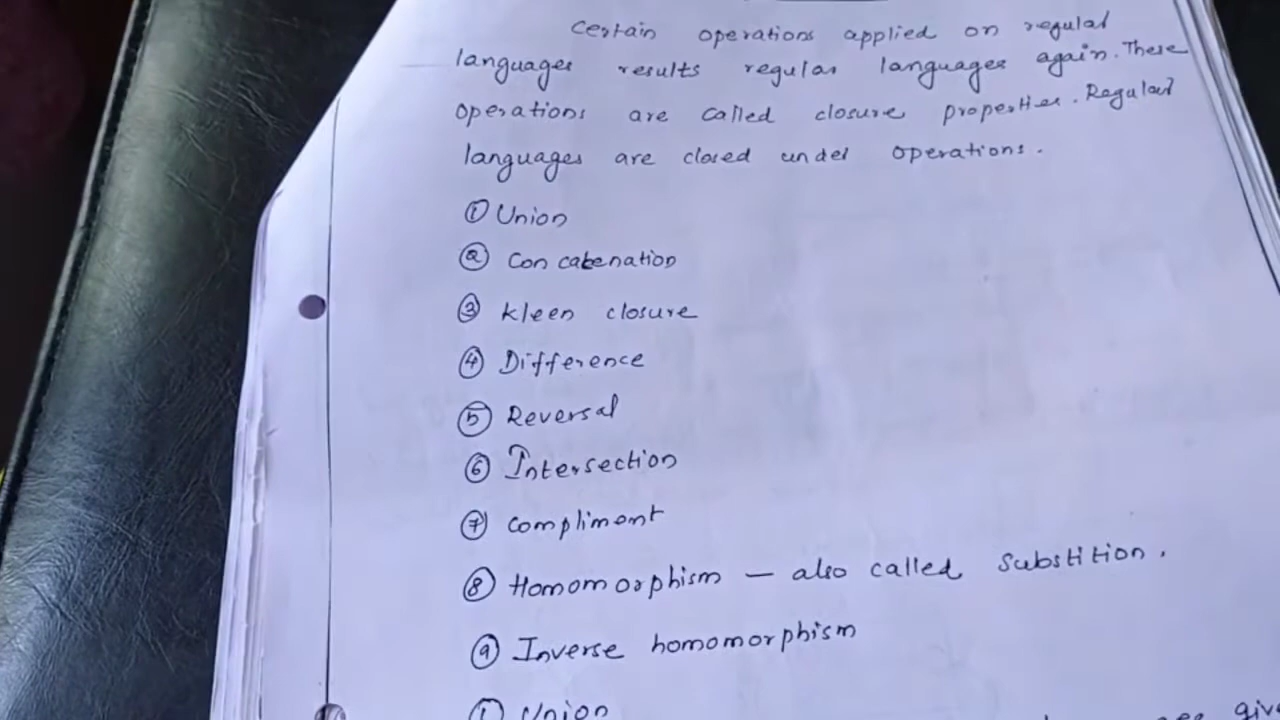 Certain operations applied on regular
languages results regular languages again. These
operations are called closure properties. Regular
languages are closed under operations.
① Union
② Concatenation
③ kleen closure
④ Difference
⑤ Reversal
⑥ Intersection
⑦ compliment
⑧ Homomorphism — also called substition.
⑨ Inverse homomorphism
① Union